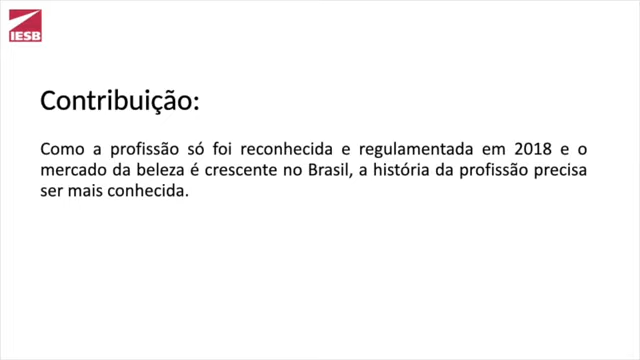 IESB
Contribuição:
Como a profissão só foi reconhecida e regulamentada em 2018 e o
mercado da beleza é crescente no Brasil, a história da profissão precisa
ser mais conhecida.